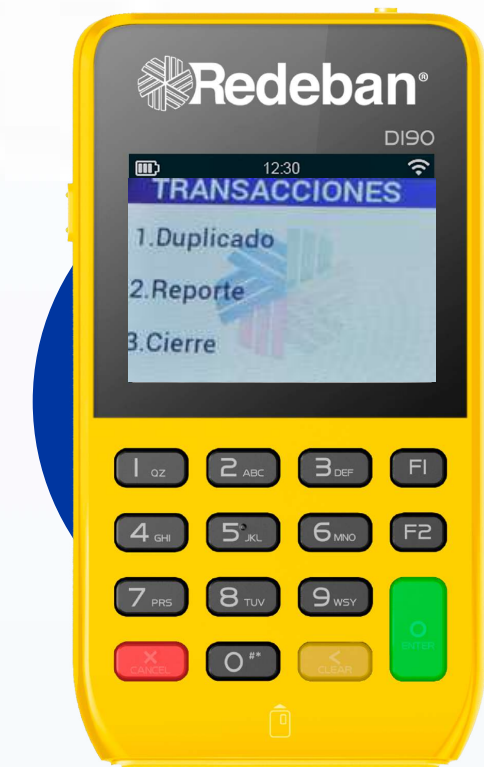 Redeban®
DI90
12:30
TRANSACCIONES
1.Duplicado
2.Reporte
3.Cierre
1 QZ 2 ABC 3 DEF F1
4 GHI 5 JKL 6 MNO F2
7 PRS 8 TUV 9 WSY
X CANCEL 0 #* < CLEAR O ENTER